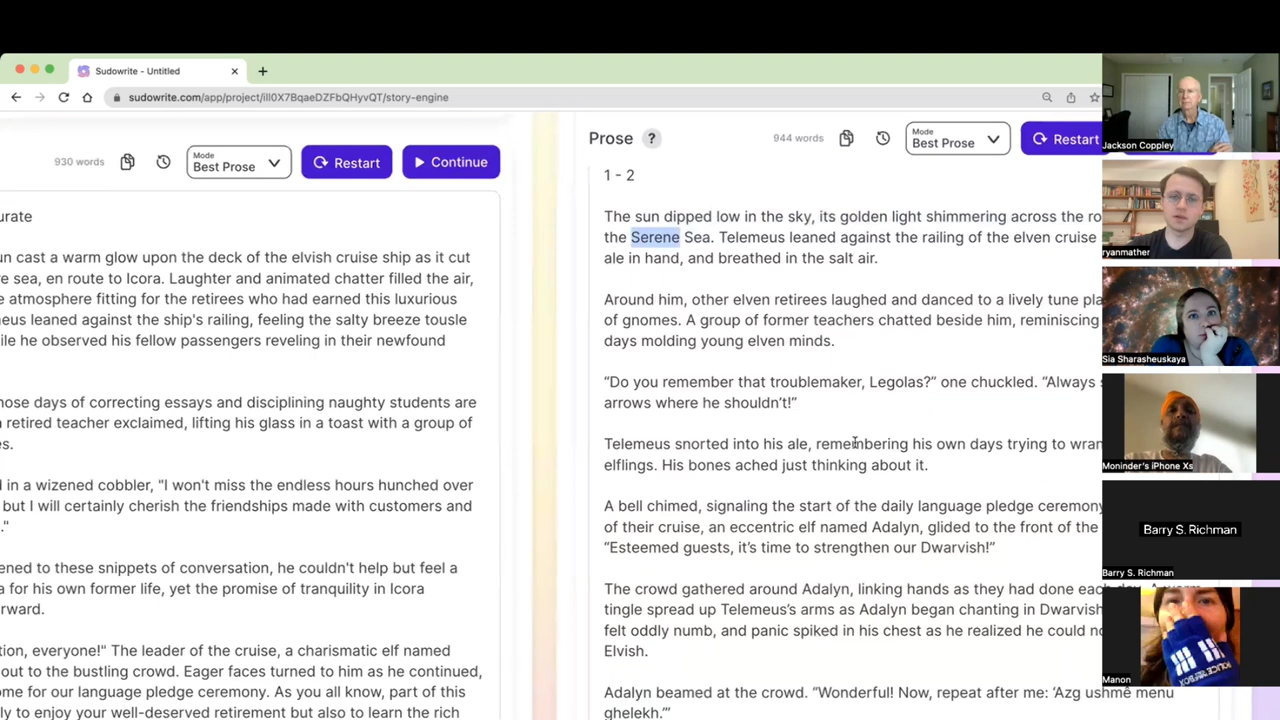 Sudowrite - Untitled
sudowrite.com/app/project/
/story-engine
930 words
Mode
Best Prose
Restart
Continue
urate
un cast a warm glow upon the deck of the elvish cruise ship as it cut
e sea, en route to Icora. Laughter and animated chatter filled the air,
e atmosphere fitting for the retirees who had earned this luxurious
eus leaned against the ship's railing, feeling the salty breeze tousle
ile he observed his fellow passengers reveling in their newfound
hose days of correcting essays and disciplining naughty students are
retired teacher exclaimed, lifting his glass in a toast with a group of
s.
d in a wizened cobbler, "I won't miss the endless hours hunched over
but I will certainly cherish the friendships made with customers and
."
ened to these snippets of conversation, he couldn't help but feel a
a for his own former life, yet the promise of tranquility in Icora
rward.
tion, everyone!" The leader of the cruise, a charismatic elf named
out to the bustling crowd. Eager faces turned to him as he continued,
ome for our language pledge ceremony. As you all know, part of this
ly to enjoy your well-deserved retirement but also to learn the rich
Prose ?
944 words
Mode
Best Prose
Restart
1 - 2
The sun dipped low in the sky, its golden light shimmering across the ro
the Serene Sea. Telemeus leaned against the railing of the elven cruise
ale in hand, and breathed in the salt air.
Around him, other elven retirees laughed and danced to a lively tune pla
of gnomes. A group of former teachers chatted beside him, reminiscing
days molding young elven minds.
“Do you remember that troublemaker, Legolas?” one chuckled. “Always s
arrows where he shouldn’t!”
Telemeus snorted into his ale, remembering his own days trying to wran
elflings. His bones ached just thinking about it.
A bell chimed, signaling the start of the daily language pledge ceremony
of their cruise, an eccentric elf named Adalyn, glided to the front of the
“Esteemed guests, it’s time to strengthen our Dwarvish!”
The crowd gathered around Adalyn, linking hands as they had done each
tingle spread up Telemeus’s arms as Adalyn began chanting in Dwarvish
felt oddly numb, and panic spiked in his chest as he realized he could no
Elvish.
Adalyn beamed at the crowd. “Wonderful! Now, repeat after me: ‘Azg ushmê menu
ghelekh.’”
Jackson Coppley
ryanmather
Sia Sharasheuskaya
Moninder's iPhone Xs
Barry S. Richman
Barry S. Richman
POLICE
BOX
Manon